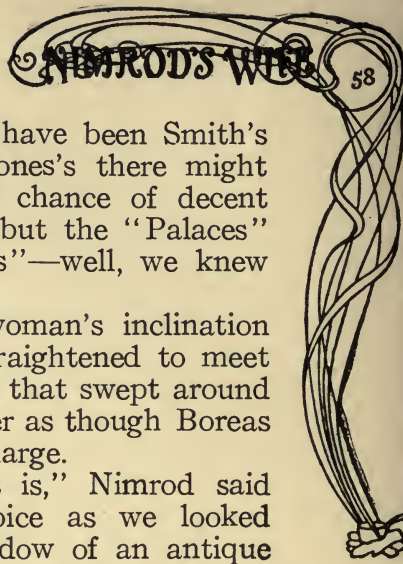 NIMROD'S WIFE
58
have been Smith's
ones's there might
chance of decent
but the "Palaces"
s"—well, we knew
woman's inclination
raightened to meet
that swept around
er as though Boreas
large.
is," Nimrod said
oice as we looked
dow of an antique